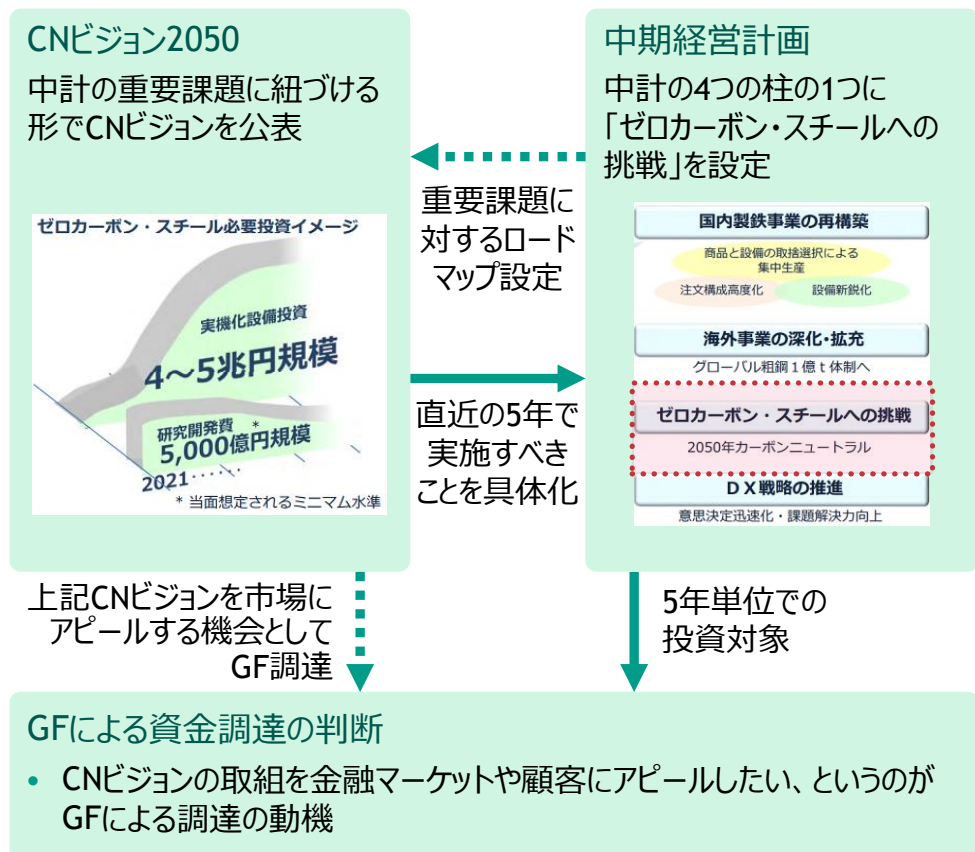 CNビジョン2050
中計の重要課題に紐づける
形でCNビジョンを公表
ゼロカーボン・スチール必要投資イメージ
実機化設備投資
4～5兆円規模
研究開発費 *
5,000億円規模
2021······
* 当面想定されるミニマム水準
重要課題に
対するロード
マップ設定
直近の5年で
実施すべき
ことを具体化
中期経営計画
中計の4つの柱の1つに
「ゼロカーボン・スチールへの
挑戦」を設定
国内製鉄事業の再構築
商品と設備の取捨選択による
集中生産
注文構成高度化
設備新鋭化
海外事業の深化・拡充
グローバル粗鋼1億t体制へ
ゼロカーボン・スチールへの挑戦
2050年カーボンニュートラル
DX戦略の推進
意思決定迅速化・課題解決力向上
上記CNビジョンを市場に
アピールする機会として
GF調達
5年単位での
投資対象
GFによる資金調達の判断
• CNビジョンの取組を金融マーケットや顧客にアピールしたい、というのが
GFによる調達の動機